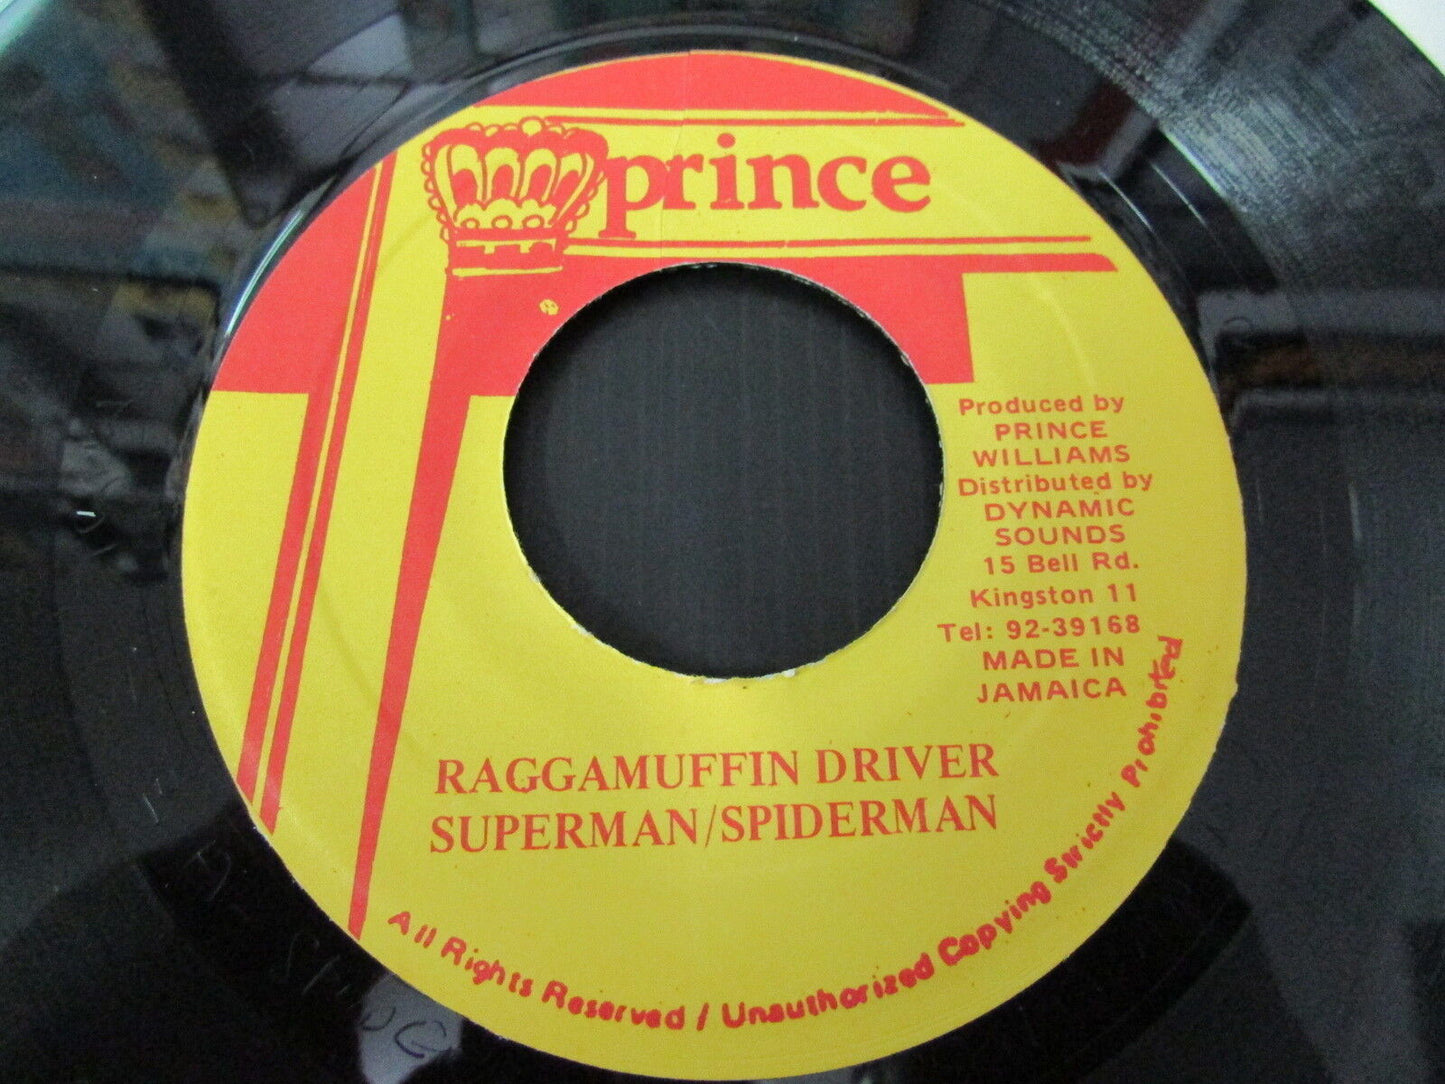 prince
Produced by
PRINCE
WILLIAMS
Distributed by
DYNAMIC
SOUNDS
15 Bell Rd.
Kingston 11
Tel: 92-39168
MADE IN
JAMAICA
RAGGAMUFFIN DRIVER
SUPERMAN/SPIDERMAN
All Rights Reserved / Unauthorized Copying Strictly Prohibited